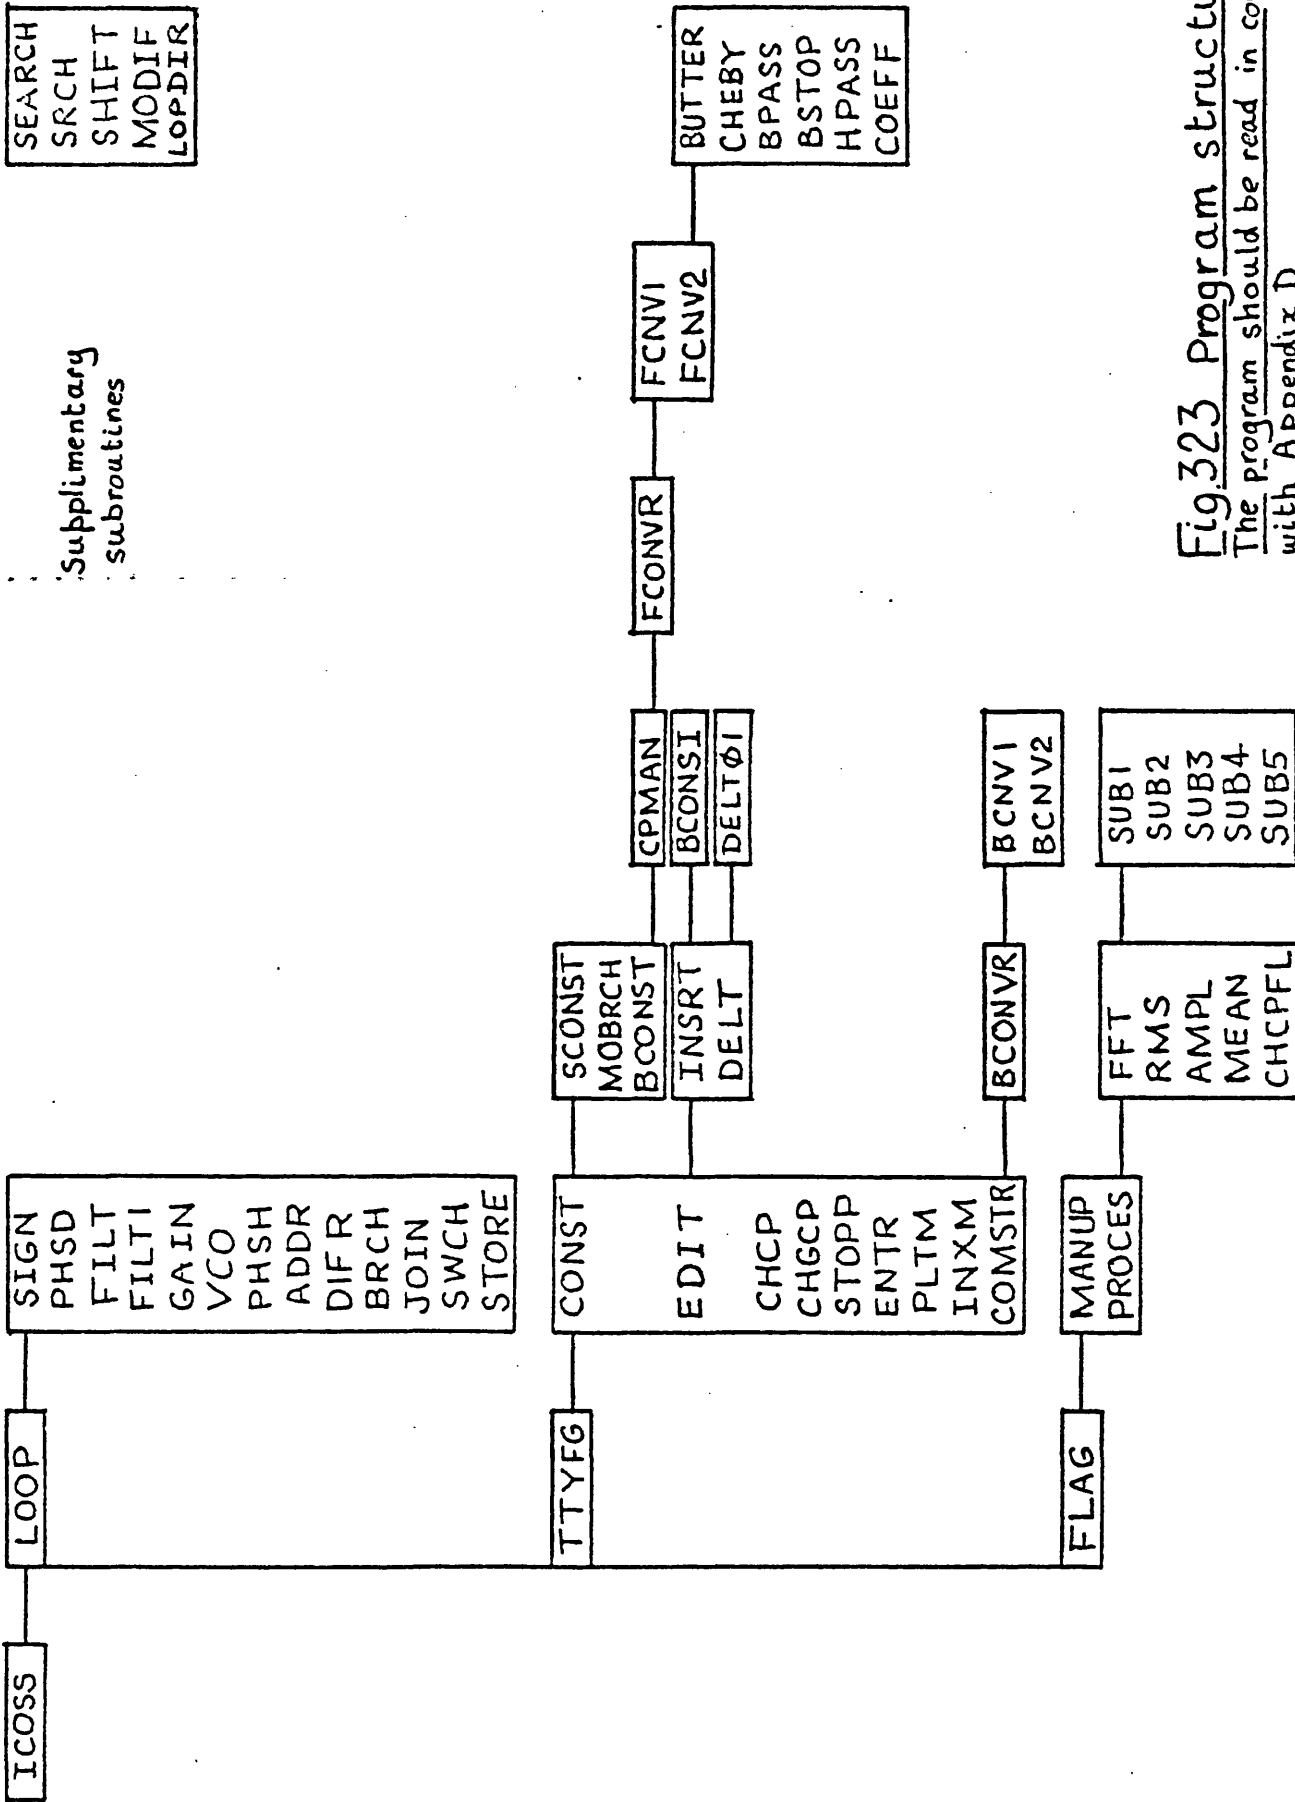 ICOSS
LOOP
SIGN
PHSD
FILT
FILTI
GAIN
VCO
PHSH
ADDR
DIFR
BRCH
JOIN
SWCH
STORE
TTYFG
CONST
EDIT
CHCP
CHGCP
STOPP
ENTR
PLTM
INXM
COMSTR
SCONST
MOBRCH
BCONST
INSRT
DELT
CPMAN
BCONSI
DELTØI
FCONVR
FCNVI
FCNV2
BUTTER
CHEBY
BPASS
BSTOP
HPASS
COEFF
BCONVR
BCNVI
BCNV2
FLAG
MANUP
PROCES
FFT
RMS
AMPL
MEAN
CHCPFL
SUBI
SUB2
SUB3
SUB4
SUB5
Supplimentary
subroutines
SEARCH
SRCH
SHIFT
MODIF
LOPDIR
Fig.323 Program structu
The program should be read in co
with Appendix D